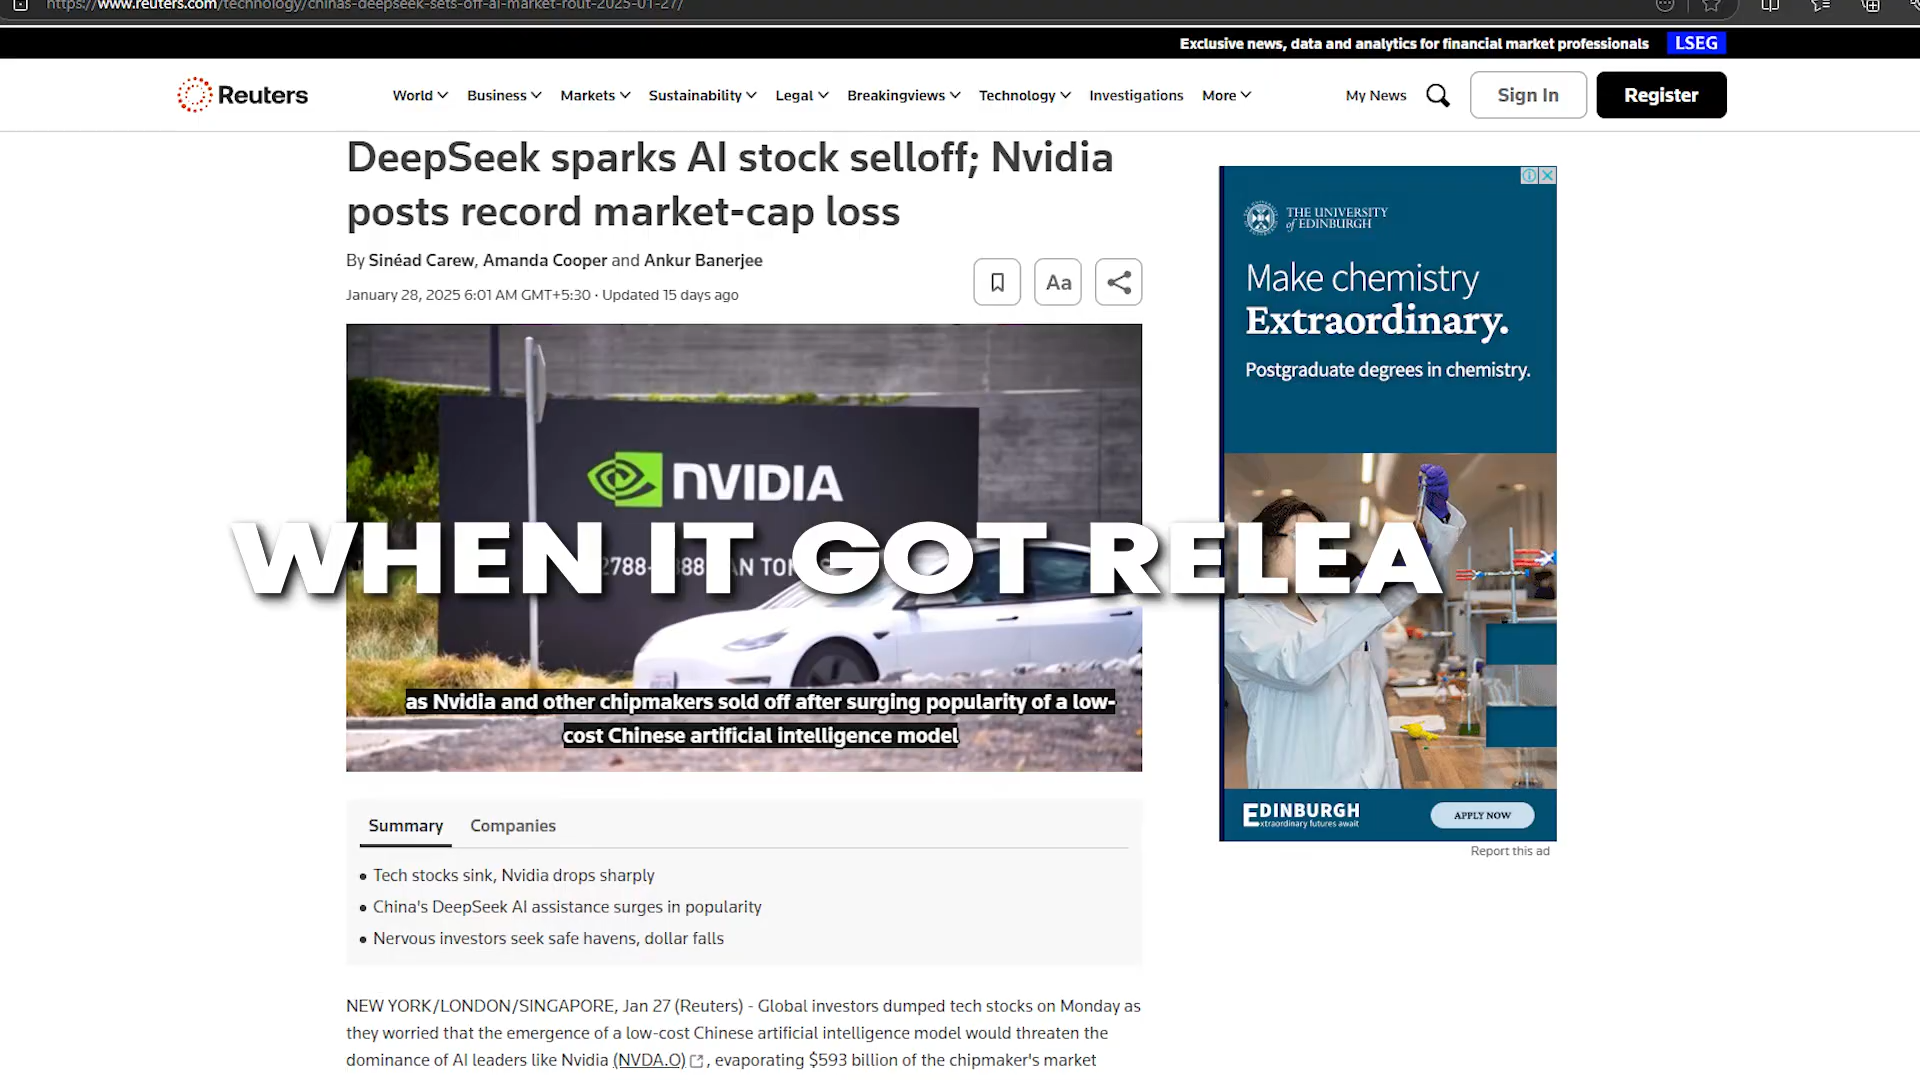 https://www.reuters.com/technology/chinas-deepseek-sets-off-ai-market-rout-2025-01-27/
Exclusive news, data and analytics for financial market professionals LSEG
Reuters World Business Markets Sustainability Legal Breakingviews Technology Investigations More My News Sign In Register
DeepSeek sparks AI stock selloff; Nvidia
posts record market-cap loss
By Sinéad Carew, Amanda Cooper and Ankur Banerjee
January 28, 2025 6:01 AM GMT+5:30 · Updated 15 days ago
Aa
NVIDIA
WHEN IT GOT RELEA
as Nvidia and other chipmakers sold off after surging popularity of a low-
cost Chinese artificial intelligence model
THE UNIVERSITY
of EDINBURGH
Make chemistry
Extraordinary.
Postgraduate degrees in chemistry.
EDINBURGH
Extraordinary futures await
APPLY NOW
Report this ad
Summary Companies
• Tech stocks sink, Nvidia drops sharply
• China's DeepSeek AI assistance surges in popularity
• Nervous investors seek safe havens, dollar falls
NEW YORK/LONDON/SINGAPORE, Jan 27 (Reuters) - Global investors dumped tech stocks on Monday as
they worried that the emergence of a low-cost Chinese artificial intelligence model would threaten the
dominance of AI leaders like Nvidia (NVDA.O), evaporating $593 billion of the chipmaker's market